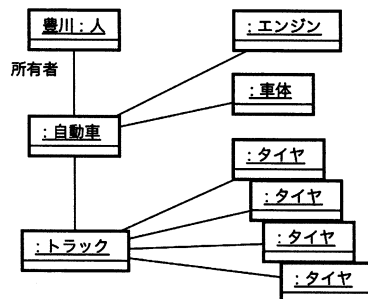 豊川:人
:エンジン
所有者
:車体
:自動車
:タイヤ
:タイヤ
:タイヤ
:トラック
:タイヤ